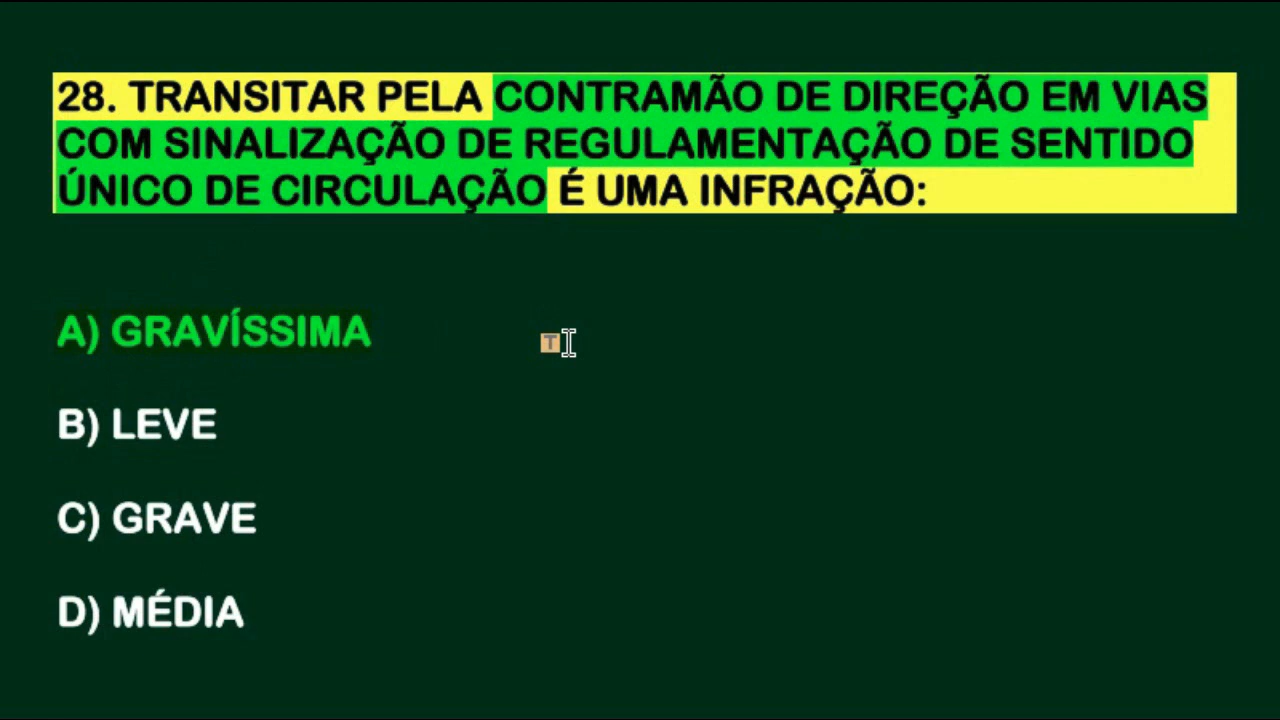 28. TRANSITAR PELA CONTRAMÃO DE DIREÇÃO EM VIAS
COM SINALIZAÇÃO DE REGULAMENTAÇÃO DE SENTIDO
ÚNICO DE CIRCULAÇÃO É UMA INFRAÇÃO:
A) GRAVÍSSIMA
T
B) LEVE
C) GRAVE
D) MÉDIA